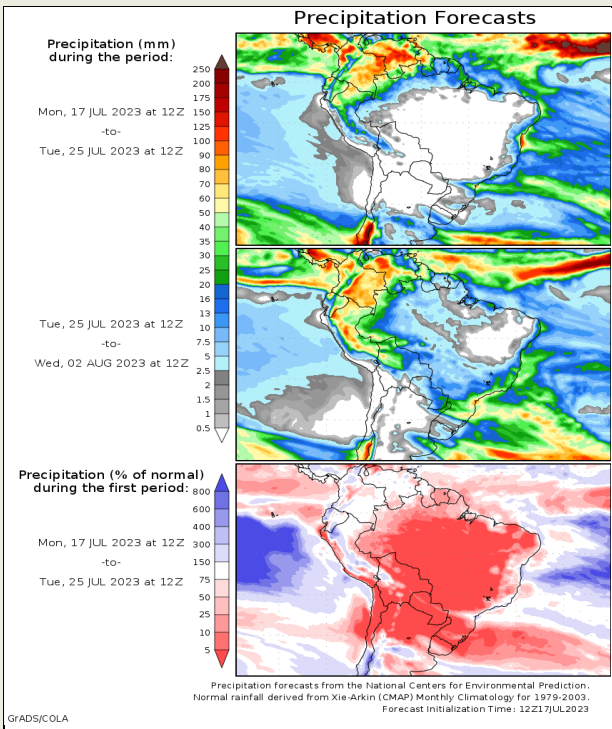 Precipitation Forecasts
Precipitation (mm)
during the period:
Mon, 17 JUL 2023 at 12Z
-to-
Tue, 25 JUL 2023 at 12Z
250
200
175
150
125
100
90
80
70
60
50
40
35
30
25
20
16
13
10
7.5
5
2.5
2
1.5
1
0.5
Tue, 25 JUL 2023 at 12Z
-to-
Wed, 02 AUG 2023 at 12Z
Precipitation (% of normal)
during the first period:
800
600
400
300
150
75
50
25
10
5
Mon, 17 JUL 2023 at 12Z
-to-
Tue, 25 JUL 2023 at 12Z
Precipitation forecasts from the National Centers for Environmental Prediction.
Normal rainfall derived from Xie-Arkin (CMAP) Monthly Climatology for 1979-2003.
Forecast Initialization Time: 12Z17JUL2023
GrADS/COLA